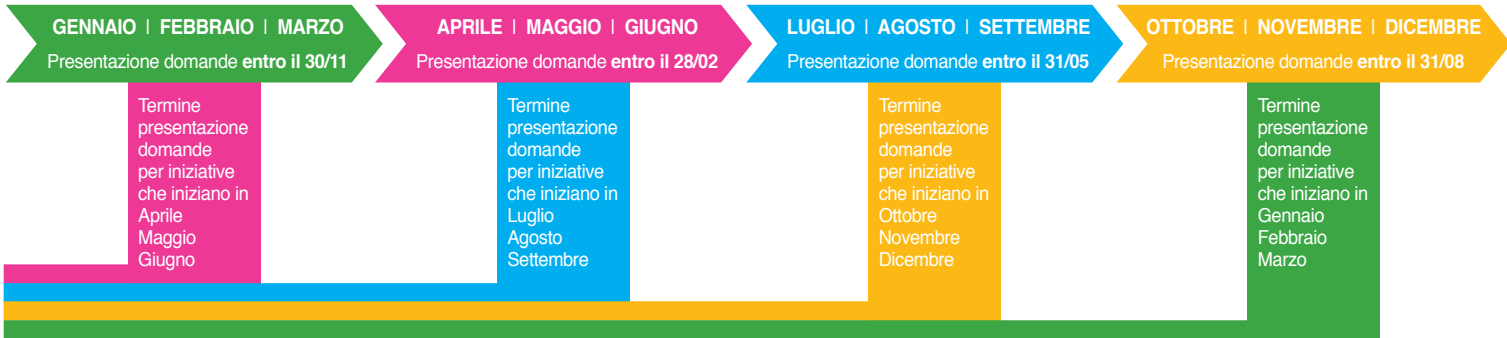 GENNAIO | FEBBRAIO | MARZO
Presentazione domande entro il 30/11
APRILE | MAGGIO | GIUGNO
Presentazione domande entro il 28/02
LUGLIO | AGOSTO | SETTEMBRE
Presentazione domande entro il 31/05
OTTOBRE | NOVEMBRE | DICEMBRE
Presentazione domande entro il 31/08
Termine
presentazione
domande
per iniziative
che iniziano in
Aprile
Maggio
Giugno
Termine
presentazione
domande
per iniziative
che iniziano in
Luglio
Agosto
Settembre
Termine
presentazione
domande
per iniziative
che iniziano in
Ottobre
Novembre
Dicembre
Termine
presentazione
domande
per iniziative
che iniziano in
Gennaio
Febbraio
Marzo